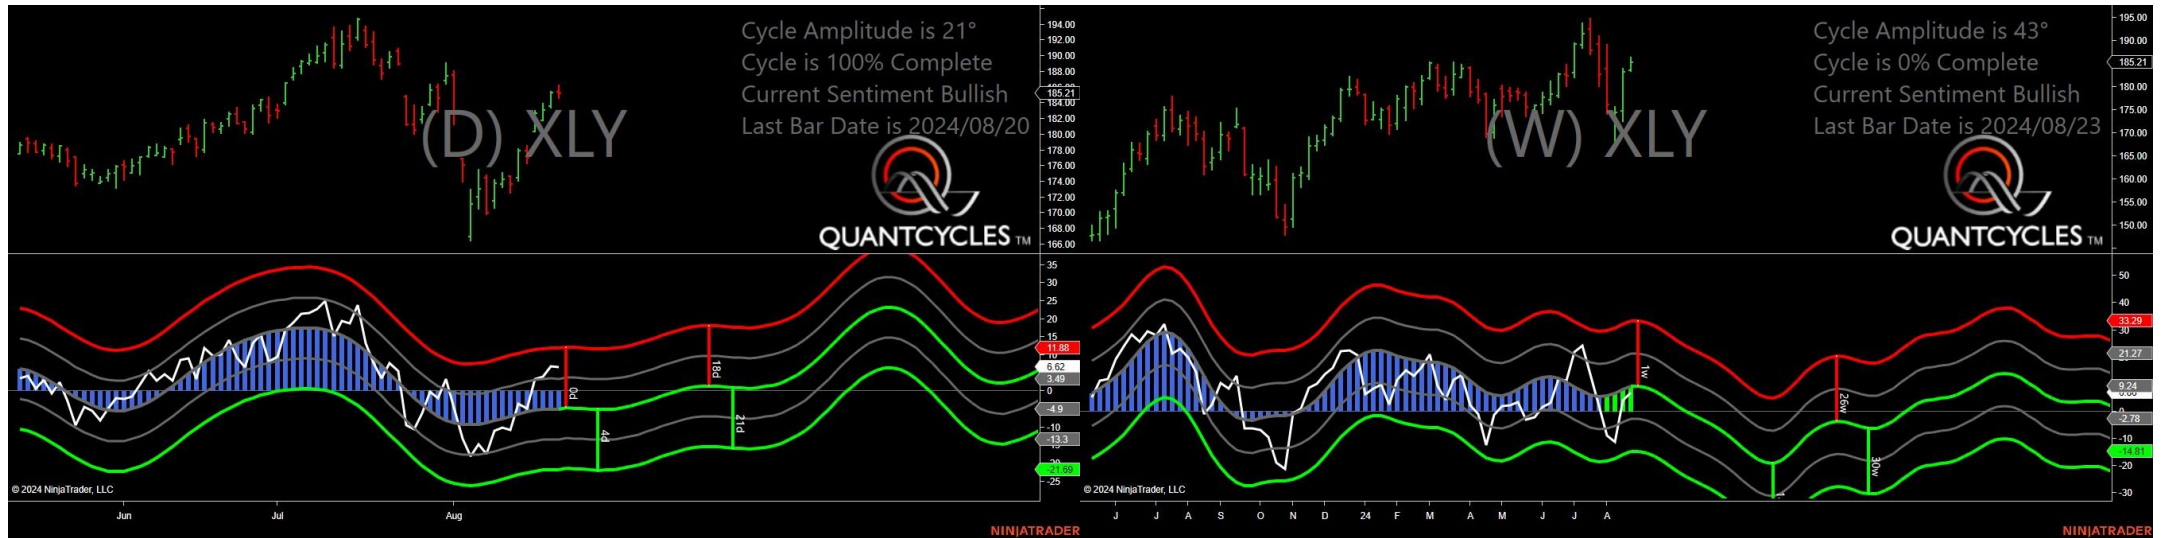 Cycle Amplitude is 21°
Cycle is 100% Complete
Current Sentiment Bullish
Last Bar Date is 2024/08/20
(D) XLY
QUANTCYCLES TM
194.00
192.00
190.00
188.00
185.21
184.00
182.00
180.00
178.00
176.00
174.00
172.00
170.00
168.00
166.00
35
30
25
20
15
11.88
6.62
3.49
0
-4.9
-10
-13.3
-21.69
-25
0d
4d
18d
21d
© 2024 NinjaTrader, LLC
Jun
Jul
Aug
NINJATRADER
Cycle Amplitude is 43°
Cycle is 0% Complete
Current Sentiment Bullish
Last Bar Date is 2024/08/23
(W) XLY
QUANTCYCLES TM
195.00
190.00
185.21
180.00
175.00
170.00
165.00
160.00
155.00
150.00
50
40
33.29
30
21.27
9.24
-2.78
-10
-14.81
-20
-30
1w
26w
30w
© 2024 NinjaTrader, LLC
J J A S O N D 24 F M A M J J A
NINJATRADER